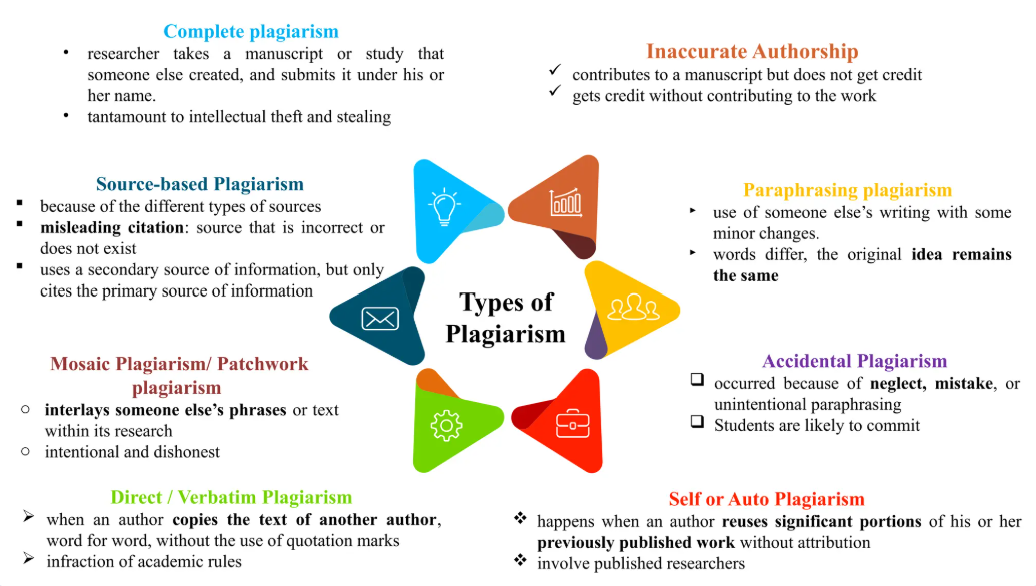 Complete plagiarism
• researcher takes a manuscript or study that
someone else created, and submits it under his or
her name.
• tantamount to intellectual theft and stealing
Inaccurate Authorship
✓ contributes to a manuscript but does not get credit
✓ gets credit without contributing to the work
Source-based Plagiarism
▪ because of the different types of sources
▪ misleading citation: source that is incorrect or
does not exist
▪ uses a secondary source of information, but only
cites the primary source of information
Paraphrasing plagiarism
‣ use of someone else’s writing with some
minor changes.
‣ words differ, the original idea remains
the same
Types of
Plagiarism
Mosaic Plagiarism/ Patchwork
plagiarism
○ interlays someone else’s phrases or text
within its research
○ intentional and dishonest
Accidental Plagiarism
❑ occurred because of neglect, mistake, or
unintentional paraphrasing
❑ Students are likely to commit
Direct / Verbatim Plagiarism
➢ when an author copies the text of another author,
word for word, without the use of quotation marks
➢ infraction of academic rules
Self or Auto Plagiarism
❖ happens when an author reuses significant portions of his or her
previously published work without attribution
❖ involve published researchers